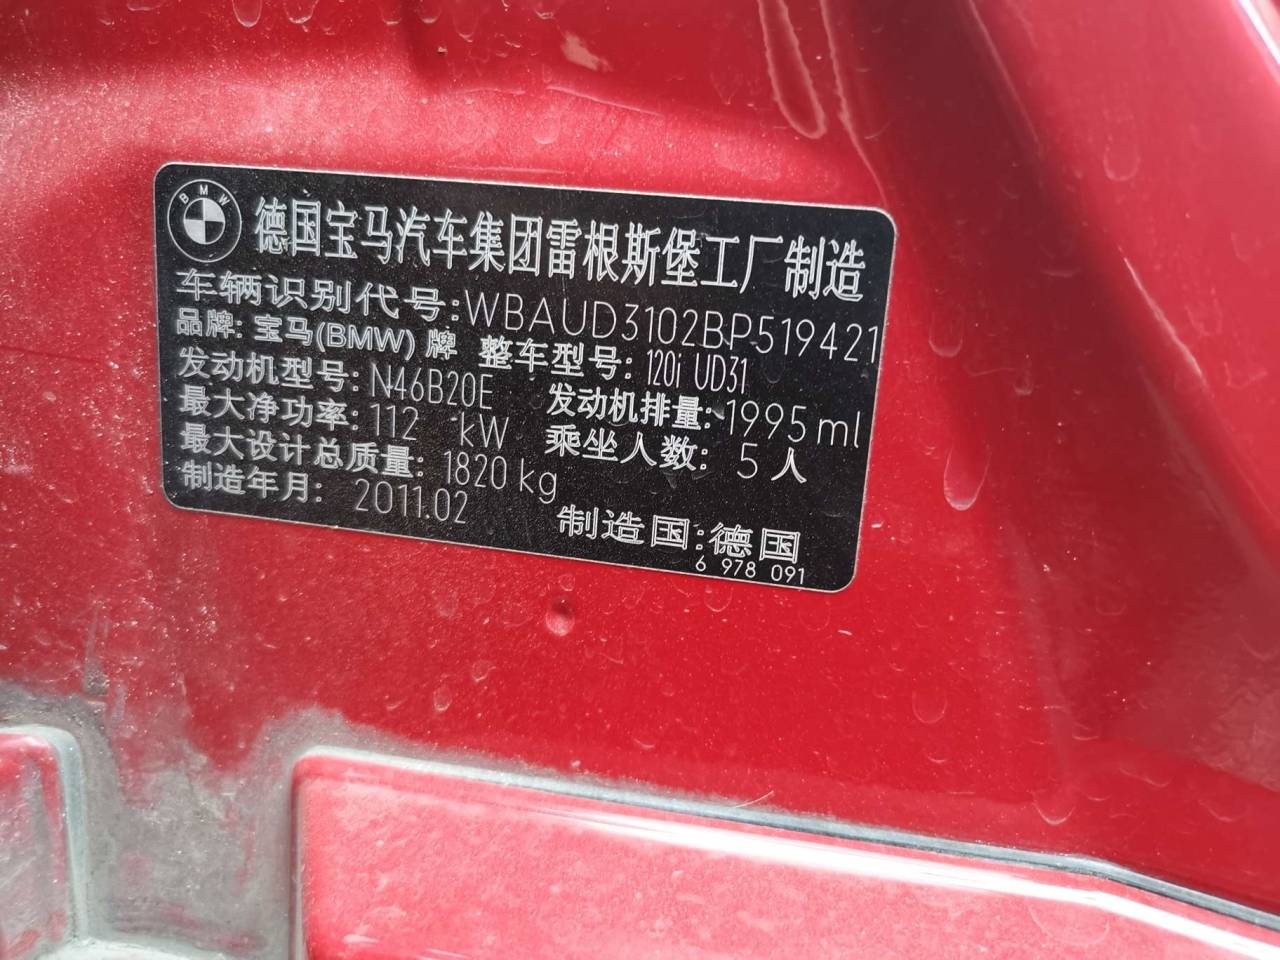 BMW
德国宝马汽车集团雷根斯堡工厂制造
车辆识别代号:WBAUD3102BP519421
品牌: 宝马(BMW) 牌 整车型号: 120i UD31
发动机型号: N46B20E 发动机排量: 1995 ml
最大净功率: 112 kW 乘坐人数: 5 人
最大设计总质量: 1820 kg
制造年月: 2011.02 制造国: 德国
6 978 091